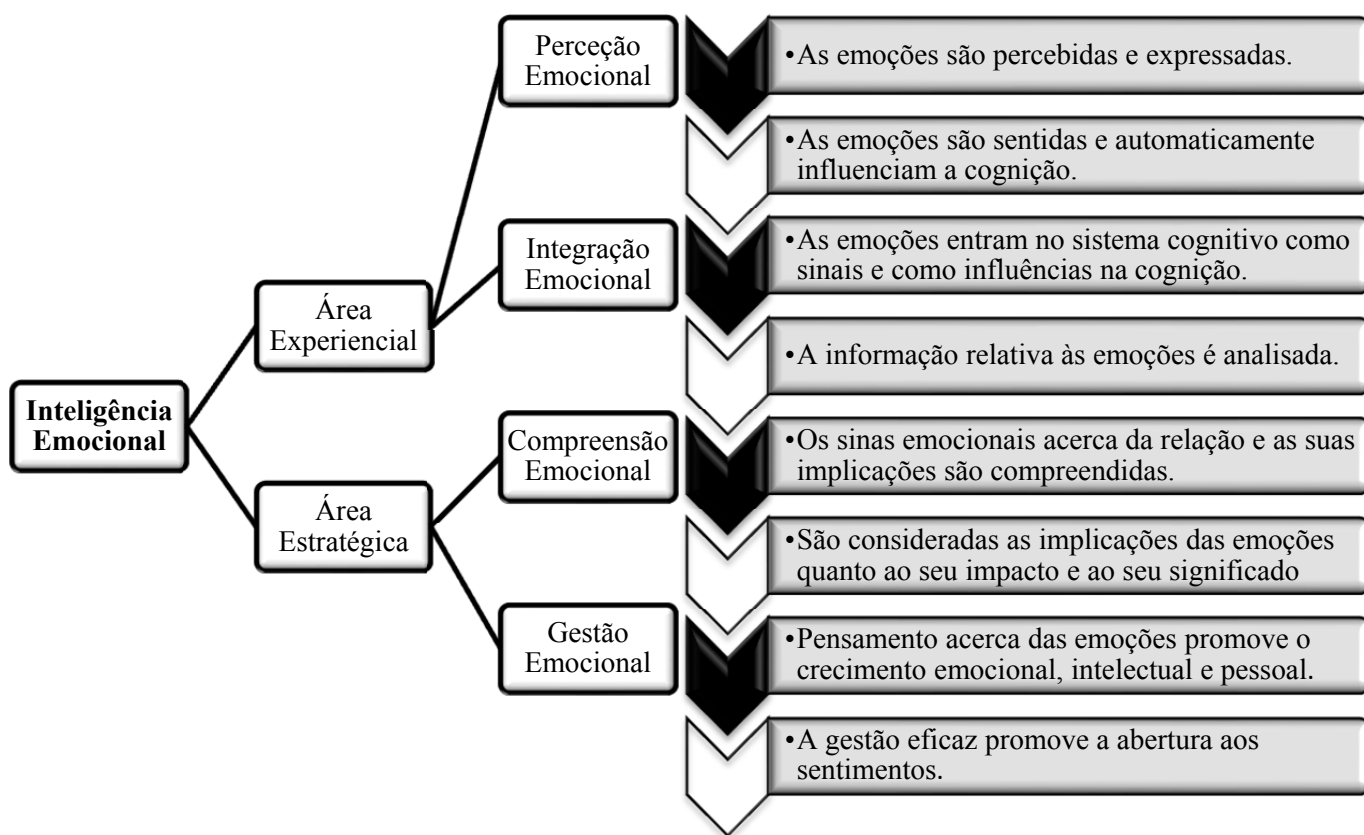 Perceção
Emocional
•As emoções são percebidas e expressadas.
•As emoções são sentidas e automaticamente
influenciam a cognição.
Integração
Emocional
•As emoções entram no sistema cognitivo como
sinais e como influências na cognição.
Área
Experiencial
•A informação relativa às emoções é analisada.
Inteligência
Emocional
Compreensão
Emocional
•Os sinas emocionais acerca da relação e as suas
implicações são compreendidas.
Área
Estratégica
•São consideradas as implicações das emoções
quanto ao seu impacto e ao seu significado
Gestão
Emocional
•Pensamento acerca das emoções promove o
crecimento emocional, intelectual e pessoal.
•A gestão eficaz promove a abertura aos
sentimentos.